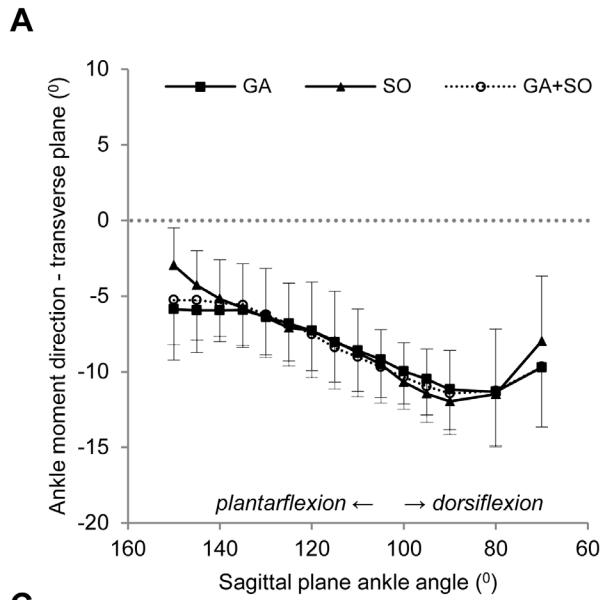 A
GA SO GA+SO
Ankle moment direction - transverse plane (⁰)
10
5
0
-5
-10
-15
-20
plantarflexion ← → dorsiflexion
160 140 120 100 80 60
Sagittal plane ankle angle (⁰)